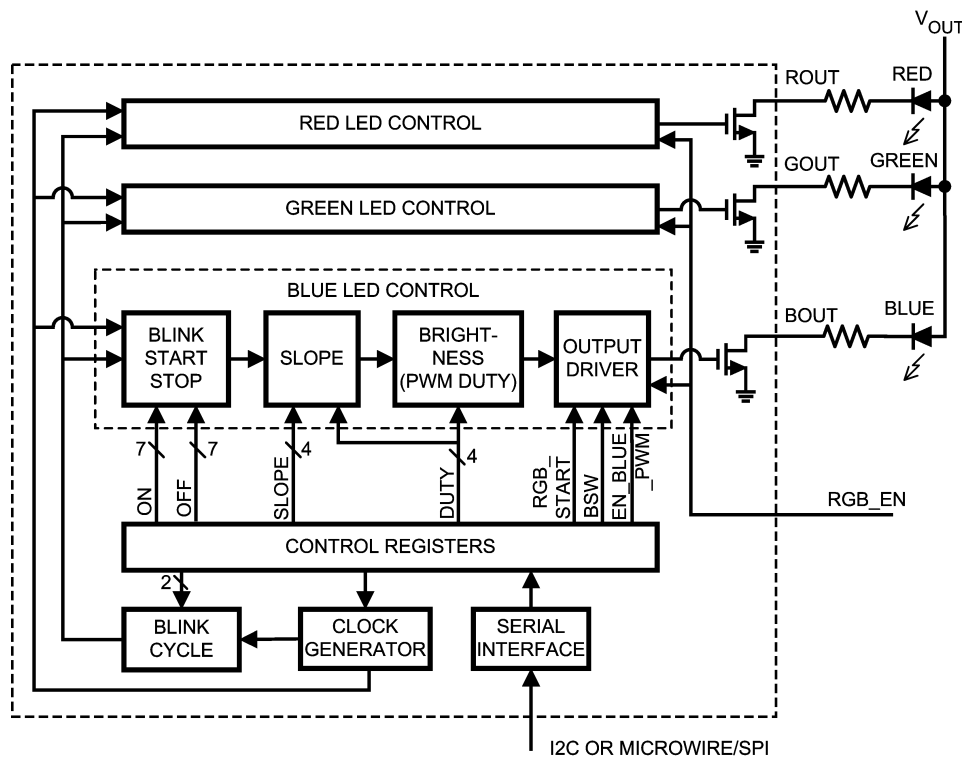 VOUT
ROUT
RED
RED LED CONTROL
GOUT
GREEN
GREEN LED CONTROL
BLUE LED CONTROL
BOUT
BLUE
BLINK
START
STOP
SLOPE
BRIGHT-
NESS
(PWM DUTY)
OUTPUT
DRIVER
7
7
4
4
ON
OFF
SLOPE
DUTY
RGB_
START
BSW
EN_BLUE
_PWM
RGB_EN
CONTROL REGISTERS
2
BLINK
CYCLE
CLOCK
GENERATOR
SERIAL
INTERFACE
I2C OR MICROWIRE/SPI